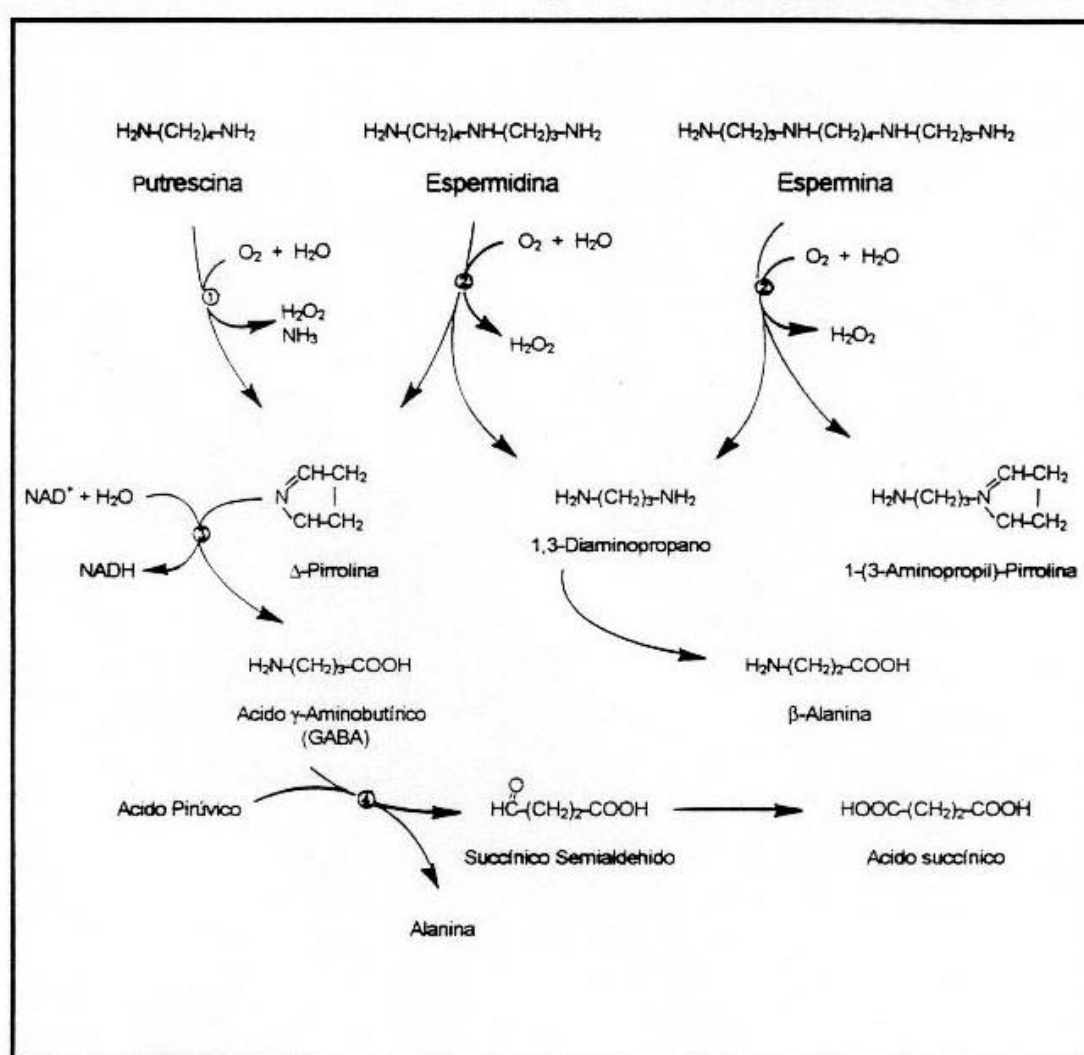 H₂N-(CH₂)₄-NH₂
H₂N-(CH₂)₄-NH-(CH₂)₃-NH₂
H₂N-(CH₂)₃-NH-(CH₂)₄-NH-(CH₂)₃-NH₂
Putrescina
Espermidina
Espermina
O₂ + H₂O
O₂ + H₂O
O₂ + H₂O
1
2
2
H₂O₂
NH₃
H₂O₂
H₂O₂
NAD⁺ + H₂O
N
CH-CH₂
CH-CH₂
H₂N-(CH₂)₃-NH₂
H₂N-(CH₂)₃-N
CH-CH₂
CH-CH₂
3
NADH
Δ-Pirrolina
1,3-Diaminopropano
1-(3-Aminopropil)-Pirrolina
H₂N-(CH₂)₃-COOH
H₂N-(CH₂)₂-COOH
Acido γ-Aminobutírico
(GABA)
β-Alanina
Acido Pirúvico
4
O
HC-(CH₂)₂-COOH
HOOC-(CH₂)₂-COOH
Succínico Semialdehido
Acido succínico
Alanina